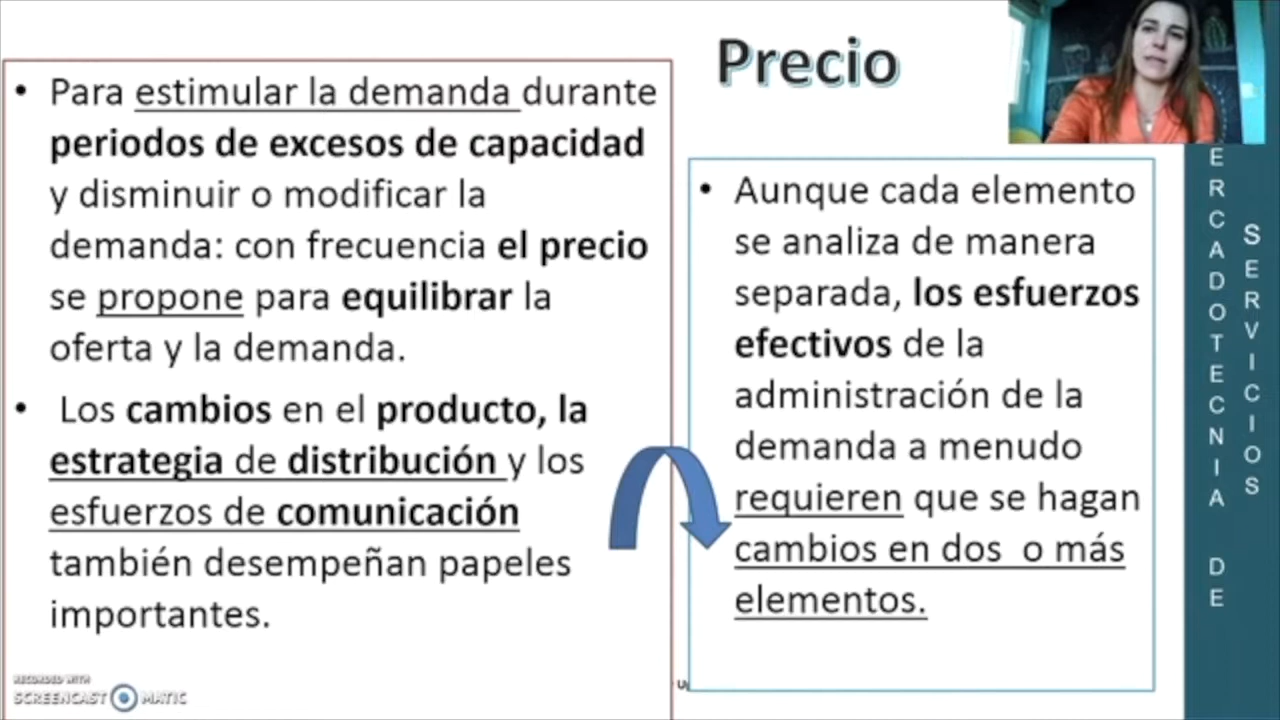 Precio
• Para estimular la demanda durante
periodos de excesos de capacidad
y disminuir o modificar la
demanda: con frecuencia el precio
se propone para equilibrar la
oferta y la demanda.
• Los cambios en el producto, la
estrategia de distribución y los
esfuerzos de comunicación
también desempeñan papeles
importantes.
• Aunque cada elemento
se analiza de manera
separada, los esfuerzos
efectivos de la
administración de la
demanda a menudo
requieren que se hagan
cambios en dos o más
elementos.
ERCADOTECNIA DE
SERVICIOS
RECORDED WITH
SCREENCAST MATIC